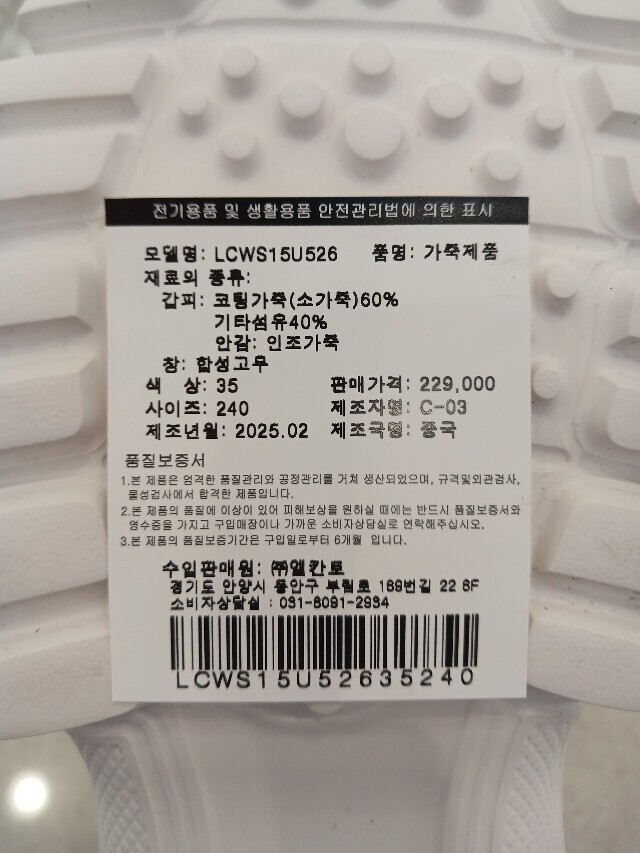 전기용품 및 생활용품 안전관리법에 의한 표시
모델명: LCWS15U526 품명: 가죽제품
재료의 종류:
갑피: 코팅가죽(소가죽)60%
기타섬유40%
안감: 인조가죽
창: 합성고무
색 상: 35 판매가격: 229,000
사이즈: 240 제조자명: C-03
제조년월: 2025.02 제조국명: 중국
품질보증서
1.본 제품은 엄격한 품질관리와 공정관리를 거쳐 생산되었으며, 규격및외관검사,
물성검사에서 합격한 제품입니다.
2.본 제품의 품질에 이상이 있어 피해보상을 원하실 때에는 반드시 품질보증서와
영수증을 가지고 구입매장이나 가까운 소비자상담실로 연락해주십시오.
3.본 제품의 품질보증기간은 구입일로부터 6개월 입니다.
수입판매원: ㈜엘칸토
경기도 안양시 동안구 부림로 169번길 22 6F
소비자상담실 : 031-8091-2934
LCWS15U52635240